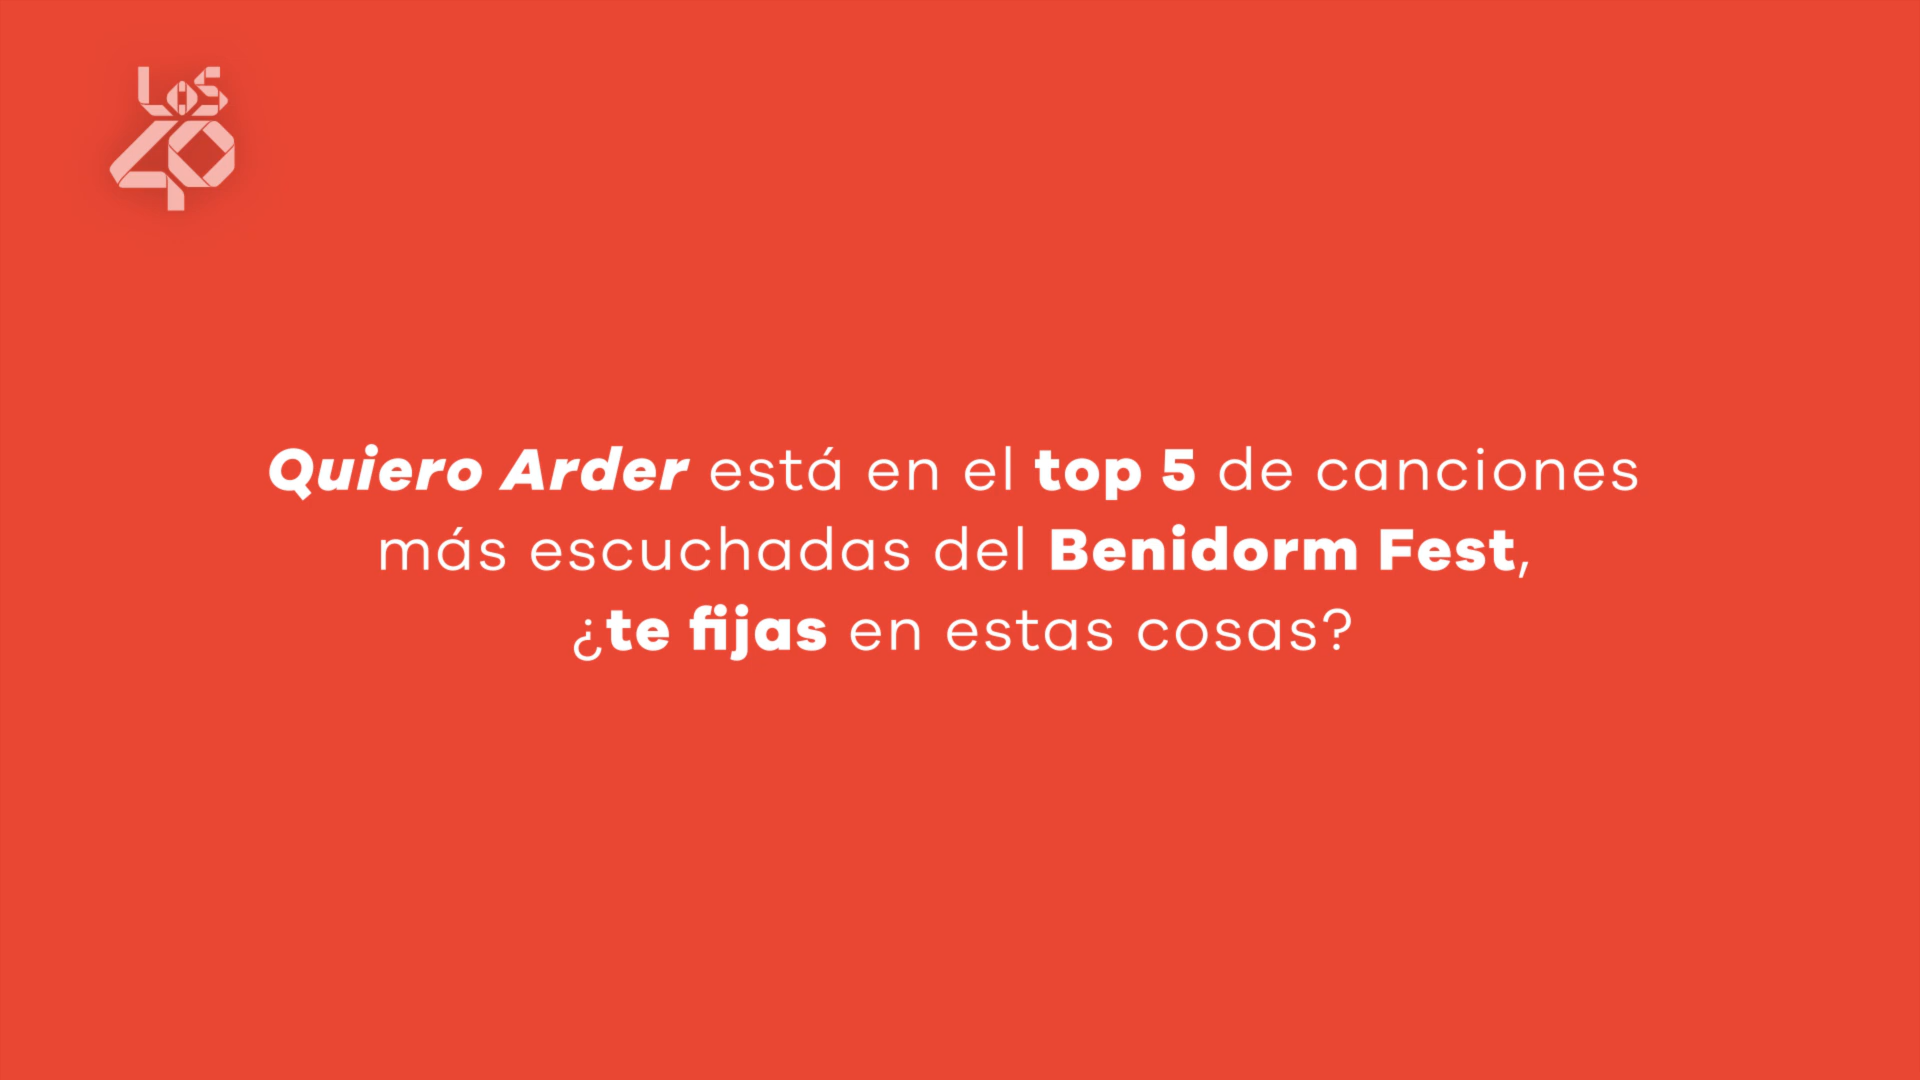 LOS
40
Quiero Arder está en el top 5 de canciones
más escuchadas del Benidorm Fest,
¿te fijas en estas cosas?